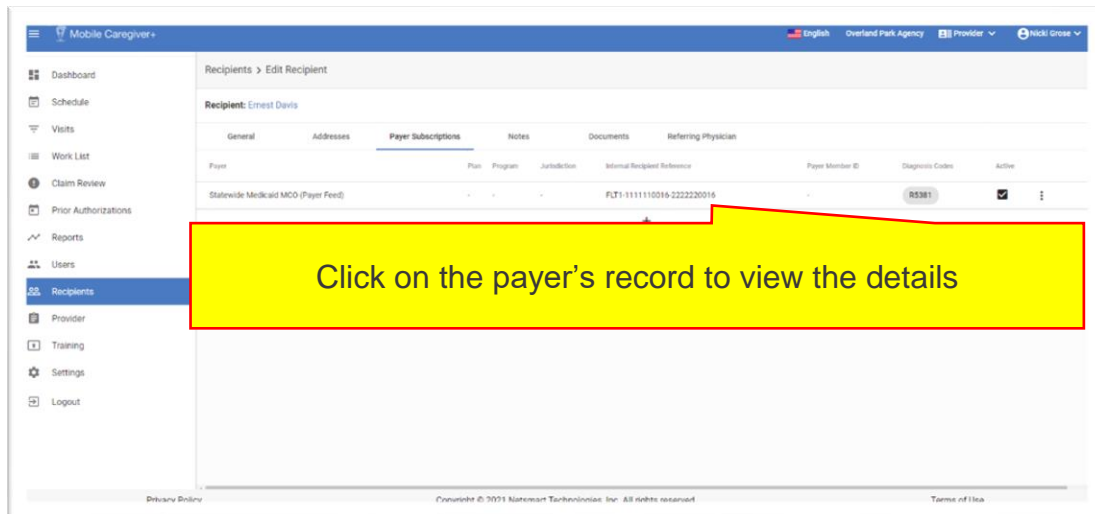 Mobile Caregiver+
English Overland Park Agency Provider Nicki Grose
Dashboard
Schedule
Visits
Work List
Claim Review
Prior Authorizations
Reports
Users
Recipients
Provider
Training
Settings
Logout
Recipients > Edit Recipient
Recipient: Ernest Davis
General Addresses Payer Subscriptions Notes Documents Referring Physician
Payer Plan Program Jurisdiction Internal Recipient Reference Payer Member ID Diagnosis Codes Active
Statewide Medicaid MCO (Payer Feed) - - - FLT1-1111110016-2222220016 - R5381
+
Click on the payer’s record to view the details
Privacy Policy Copyright © 2021 Netsmart Technologies, Inc. All rights reserved Terms of Use